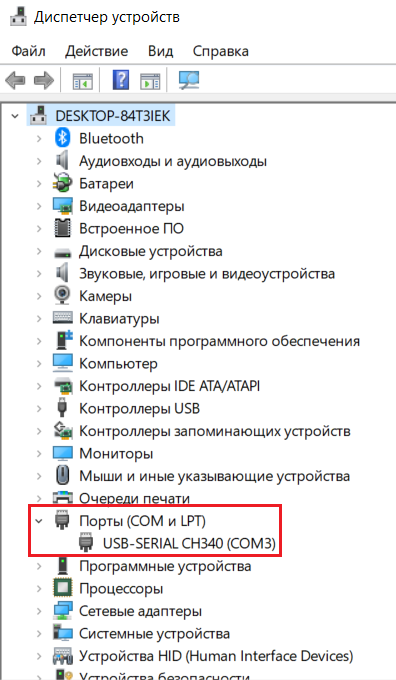 Диспетчер устройств
Файл Действие Вид Справка
DESKTOP-84T3IEK
Bluetooth
Аудиовходы и аудиовыходы
Батареи
Видеоадаптеры
Встроенное ПО
Дисковые устройства
Звуковые, игровые и видеоустройства
Камеры
Клавиатуры
Компоненты программного обеспечения
Компьютер
Контроллеры IDE ATA/ATAPI
Контроллеры USB
Контроллеры запоминающих устройств
Мониторы
Мыши и иные указывающие устройства
Очереди печати
Порты (COM и LPT)
USB-SERIAL CH340 (COM3)
Программные устройства
Процессоры
Сетевые адаптеры
Системные устройства
Устройства HID (Human Interface Devices)
Устройства безопасности